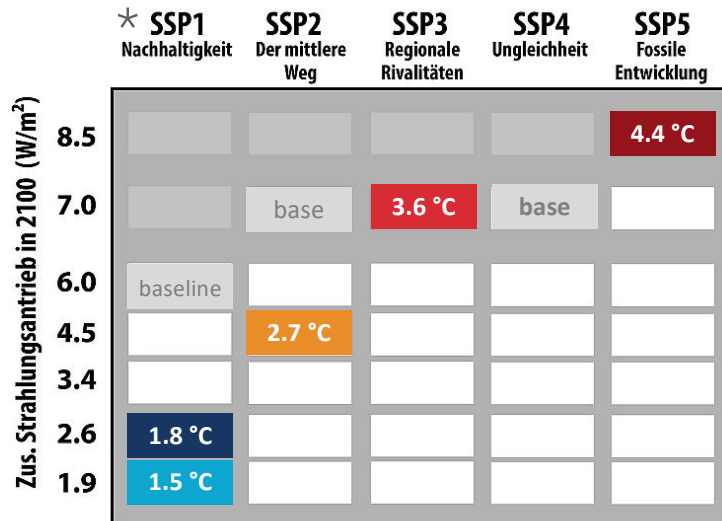 * SSP1 SSP2 SSP3 SSP4 SSP5
Nachhaltigkeit Der mittlere Regionale Ungleichheit Fossile
Weg Rivalitäten Entwicklung
Zus. Strahlungsantrieb in 2100 (W/m²)
8.5 4.4 °C
7.0 base 3.6 °C base
6.0 baseline
4.5 2.7 °C
3.4
2.6 1.8 °C
1.9 1.5 °C